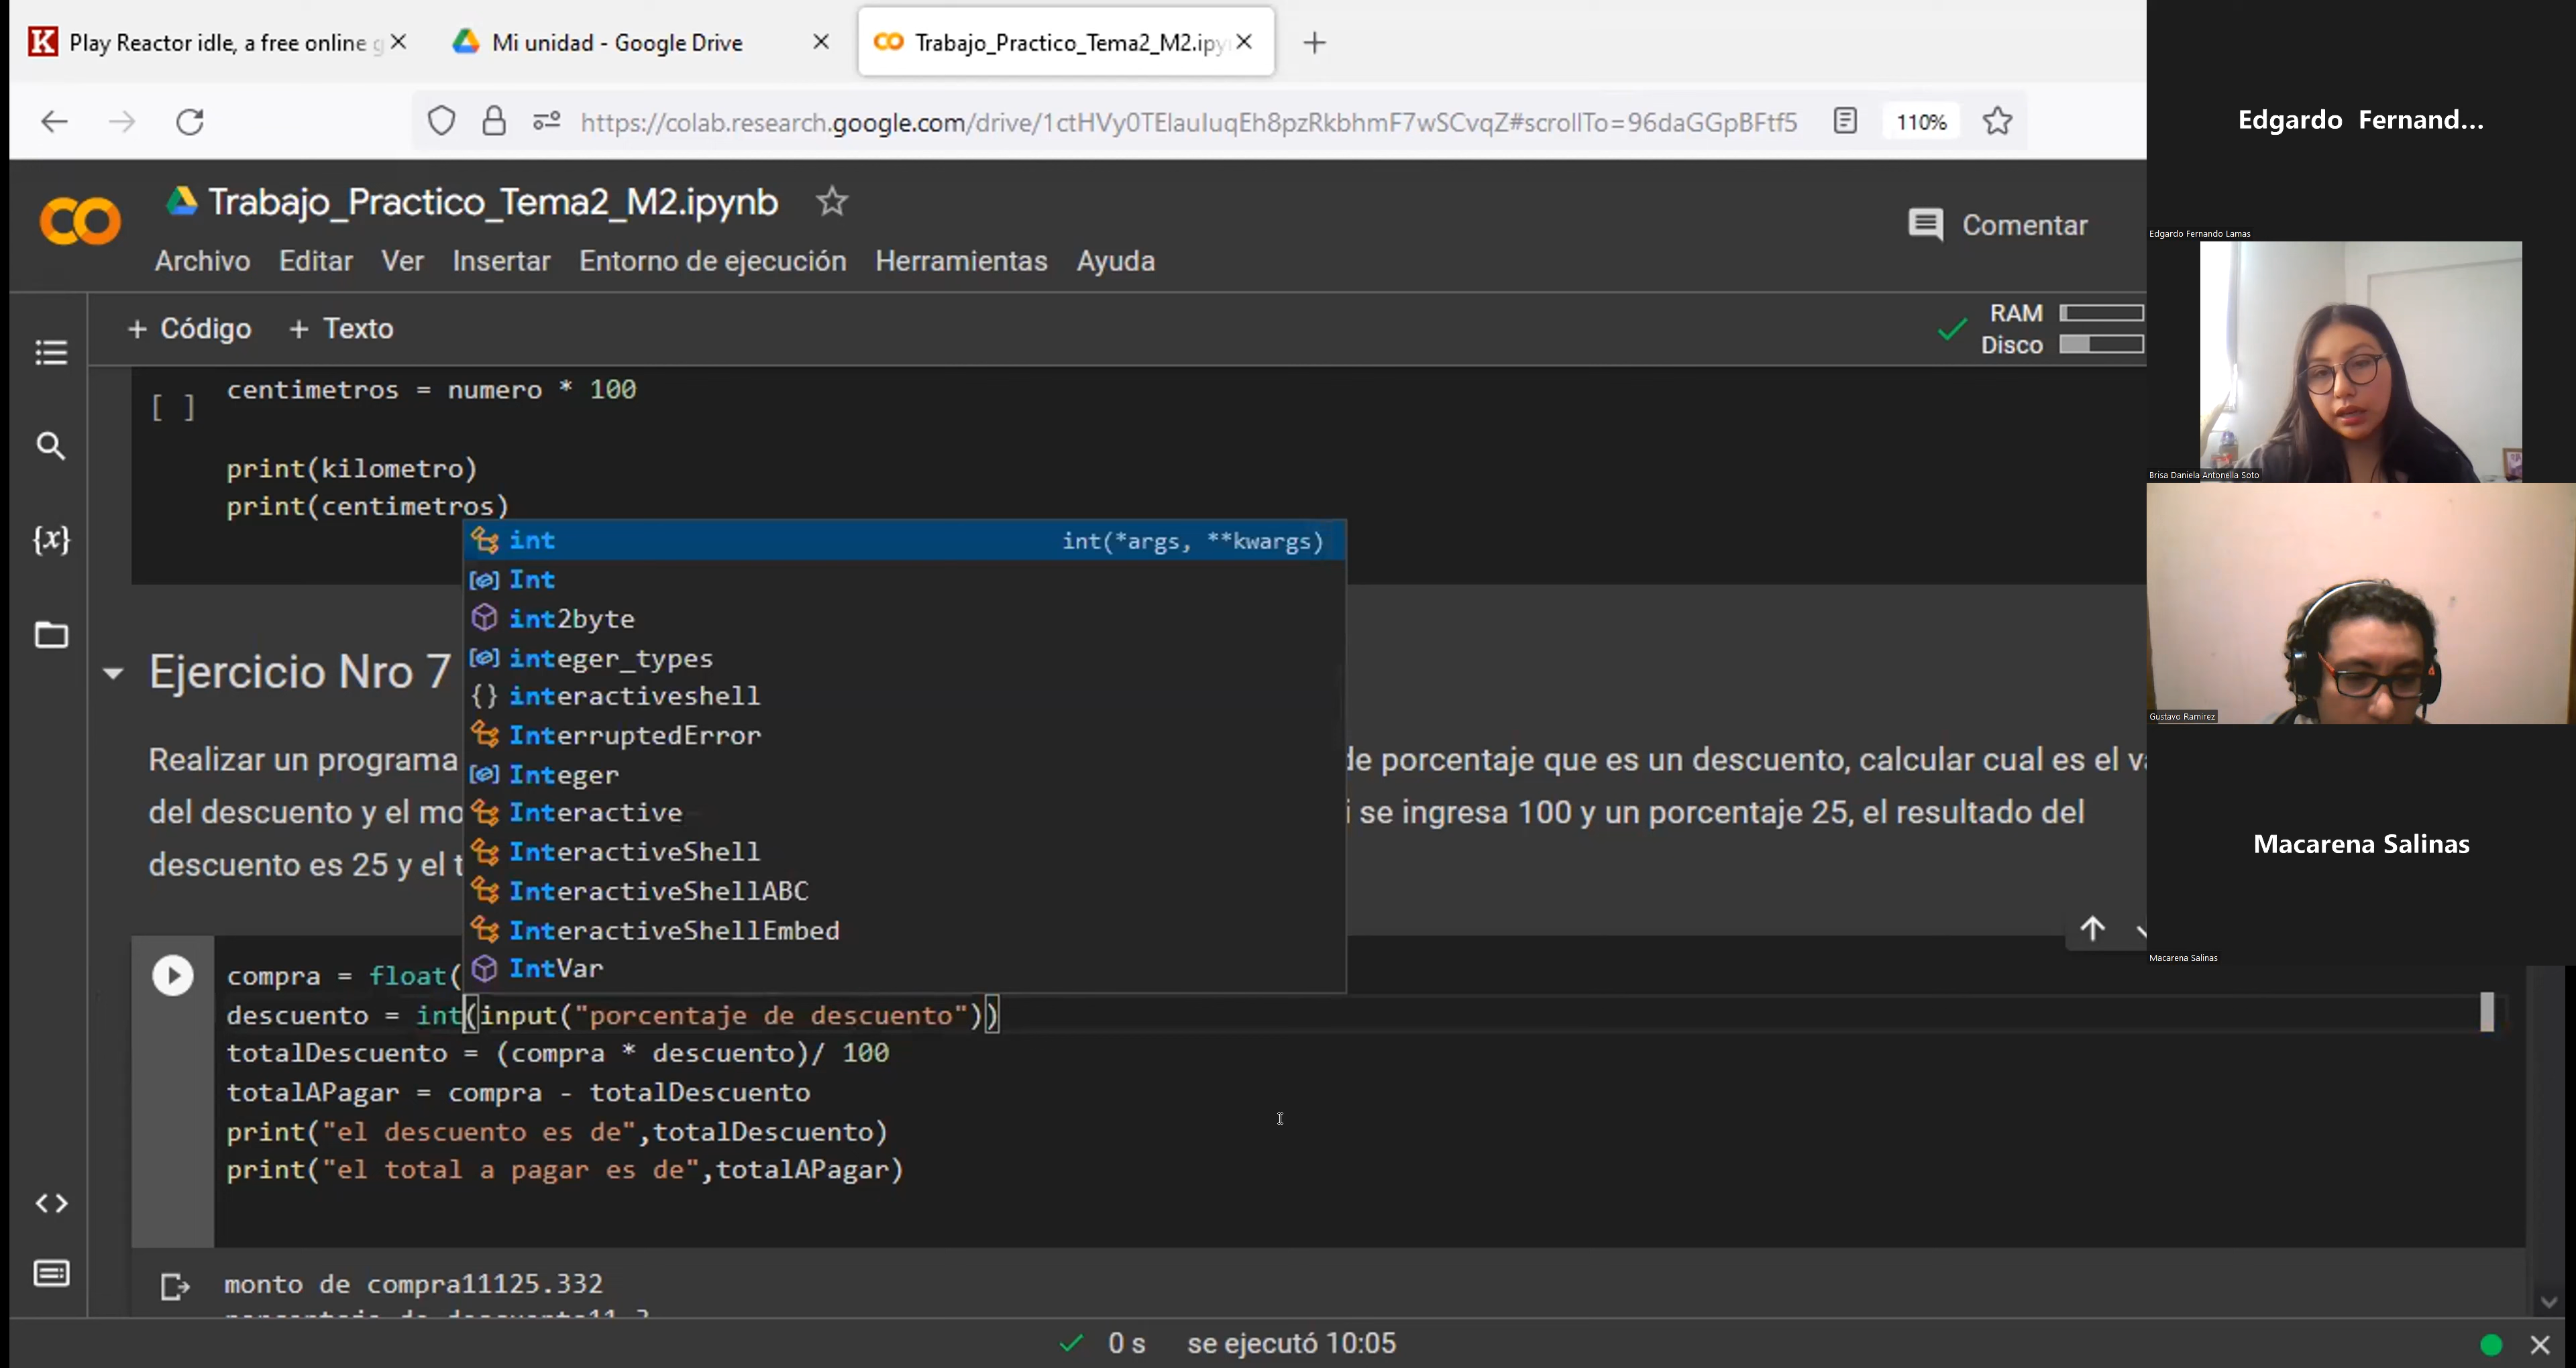 Play Reactor idle, a free online g
Mi unidad - Google Drive
Trabajo_Practico_Tema2_M2.ipy
https://colab.research.google.com/drive/1ctHVy0TElauIuqEh8pzRkbhmF7wSCvqZ#scrollTo=96daGGpBFtf5
110%
Trabajo_Practico_Tema2_M2.ipynb
Comentar
Archivo Editar Ver Insertar Entorno de ejecución Herramientas Ayuda
+ Código + Texto
RAM
Disco
[ ]
centimetros = numero * 100
print(kilometro)
print(centimetros)
int int(*args, **kwargs)
Int
int2byte
integer_types
interactiveshell
InterruptedError
Integer
Interactive
InteractiveShell
InteractiveShellABC
InteractiveShellEmbed
IntVar
Ejercicio Nro 7
Realizar un programa de porcentaje que es un descuento, calcular cual es el va
del descuento y el mo i se ingresa 100 y un porcentaje 25, el resultado del
descuento es 25 y el t
compra = float(
descuento = int(input("porcentaje de descuento"))
totalDescuento = (compra * descuento)/ 100
totalAPagar = compra - totalDescuento
print("el descuento es de",totalDescuento)
print("el total a pagar es de",totalAPagar)
monto de compra11125.332
0 s se ejecutó 10:05
Edgardo Fernand...
Edgardo Fernando Lamas
Brisa Daniela Antonella Soto
Gustavo Ramirez
Macarena Salinas
Macarena Salinas